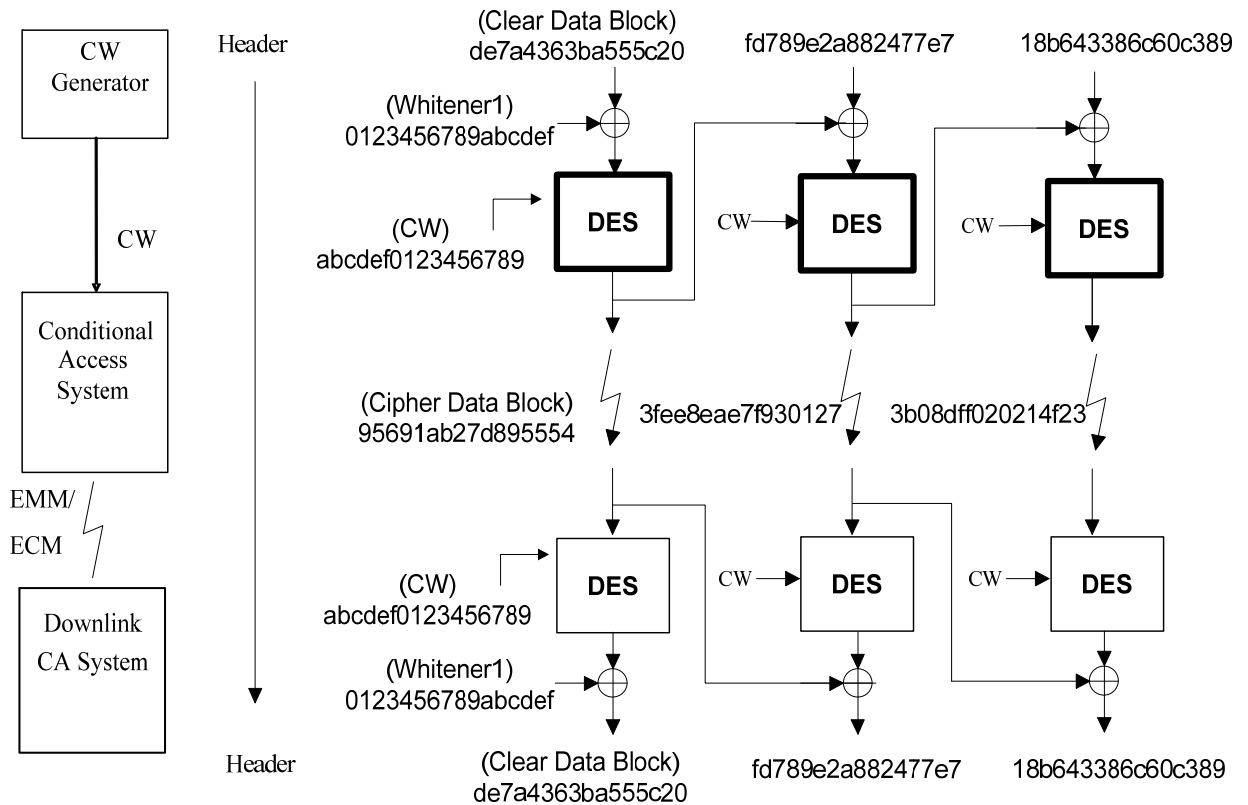 CW
Generator
Header
(Clear Data Block)
de7a4363ba555c20
fd789e2a882477e7
18b643386c60c389
(Whitener1)
0123456789abcdef
DES
DES
DES
(CW)
abcdef0123456789
CW
CW
CW
Conditional
Access
System
(Cipher Data Block)
95691ab27d895554
3fee8eae7f930127
3b08dff020214f23
EMM/
ECM
DES
DES
DES
(CW)
abcdef0123456789
CW
CW
Downlink
CA System
(Whitener1)
0123456789abcdef
Header
(Clear Data Block)
de7a4363ba555c20
fd789e2a882477e7
18b643386c60c389